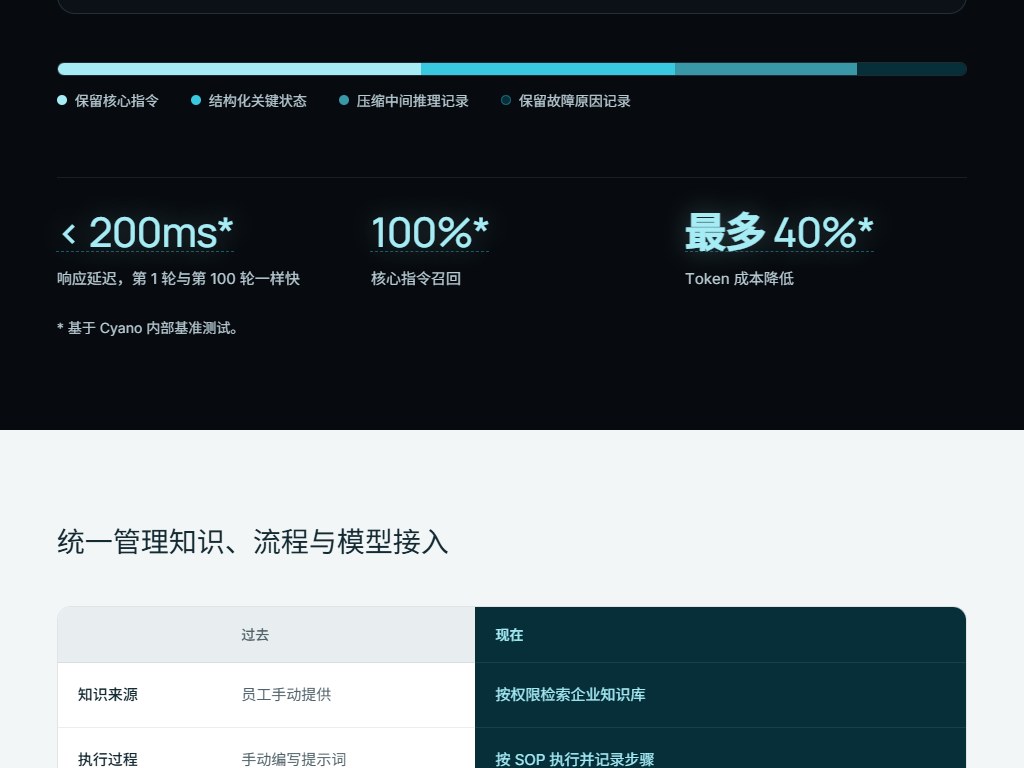 保留核心指令 结构化关键状态 压缩中间推理记录 保留故障原因记录
< 200ms* 100%* 最多 40%*
响应延迟，第 1 轮与第 100 轮一样快 核心指令召回 Token 成本降低
* 基于 Cyano 内部基准测试。
统一管理知识、流程与模型接入
过去 现在
知识来源 员工手动提供 按权限检索企业知识库
执行过程 手动编写提示词 按 SOP 执行并记录步骤